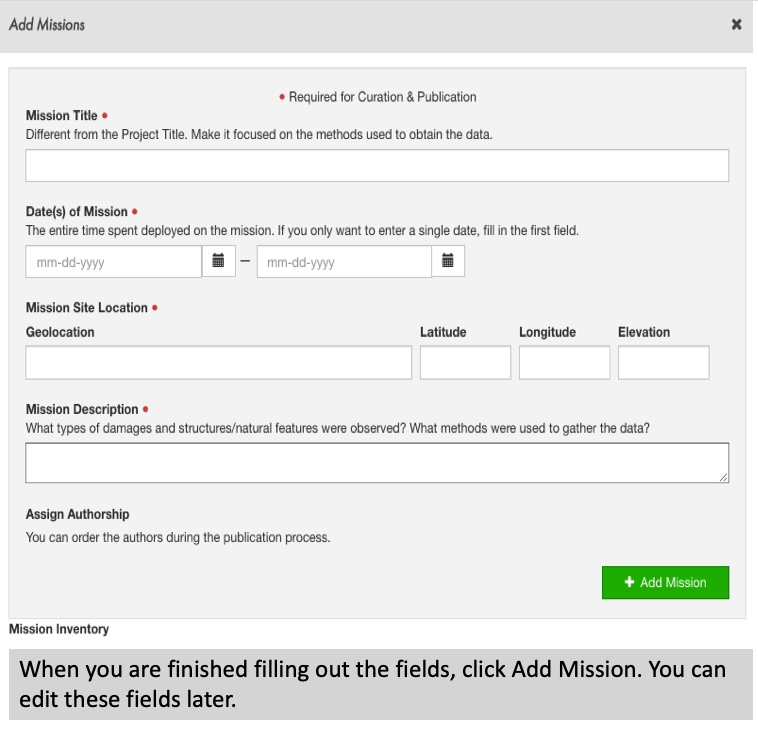 Add Missions
✖
• Required for Curation & Publication
Mission Title •
Different from the Project Title. Make it focused on the methods used to obtain the data.
Date(s) of Mission •
The entire time spent deployed on the mission. If you only want to enter a single date, fill in the first field.
mm-dd-yyyy – mm-dd-yyyy
Mission Site Location •
Geolocation Latitude Longitude Elevation
Mission Description •
What types of damages and structures/natural features were observed? What methods were used to gather the data?
Assign Authorship
You can order the authors during the publication process.
+ Add Mission
Mission Inventory
When you are finished filling out the fields, click Add Mission. You can
edit these fields later.